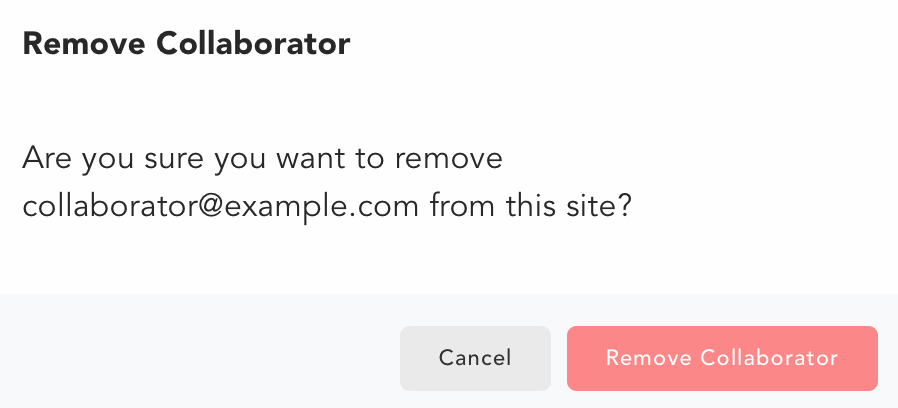 Remove Collaborator
Are you sure you want to remove
collaborator@example.com from this site?
Cancel
Remove Collaborator